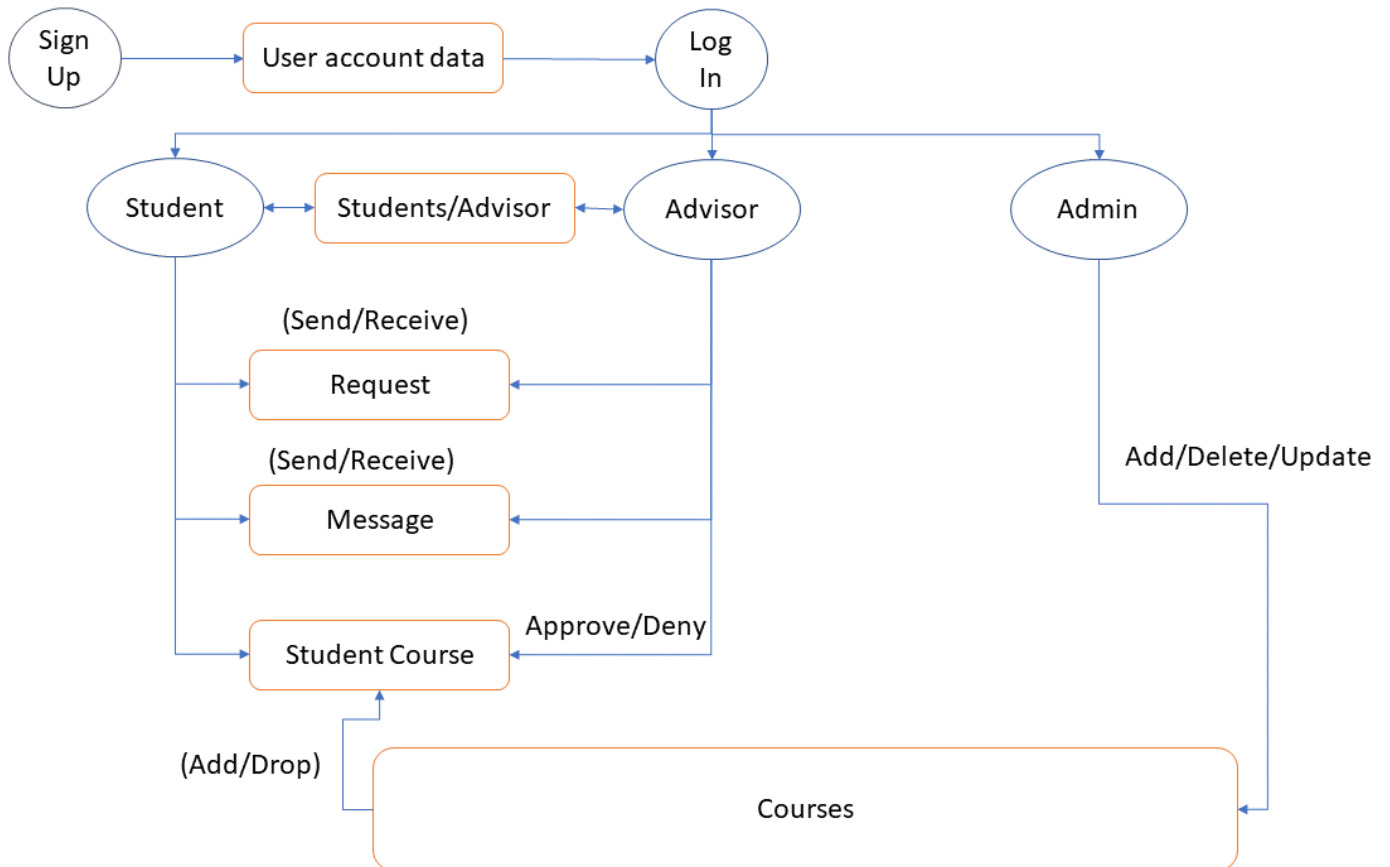 Sign
Up
User account data
Log
In
Student
Students/Advisor
Advisor
Admin
(Send/Receive)
Request
(Send/Receive)
Message
Add/Delete/Update
Approve/Deny
Student Course
(Add/Drop)
Courses